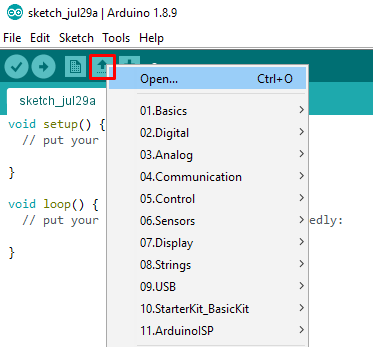 sketch_jul29a | Arduino 1.8.9
File Edit Sketch Tools Help
Open... Ctrl+O
sketch_jul29a
01.Basics
void setup() {
02.Digital
// put your
03.Analog
}
04.Communication
05.Control
void loop() {
06.Sensors
// put your edly:
07.Display
}
08.Strings
09.USB
10.StarterKit_BasicKit
11.ArduinoISP